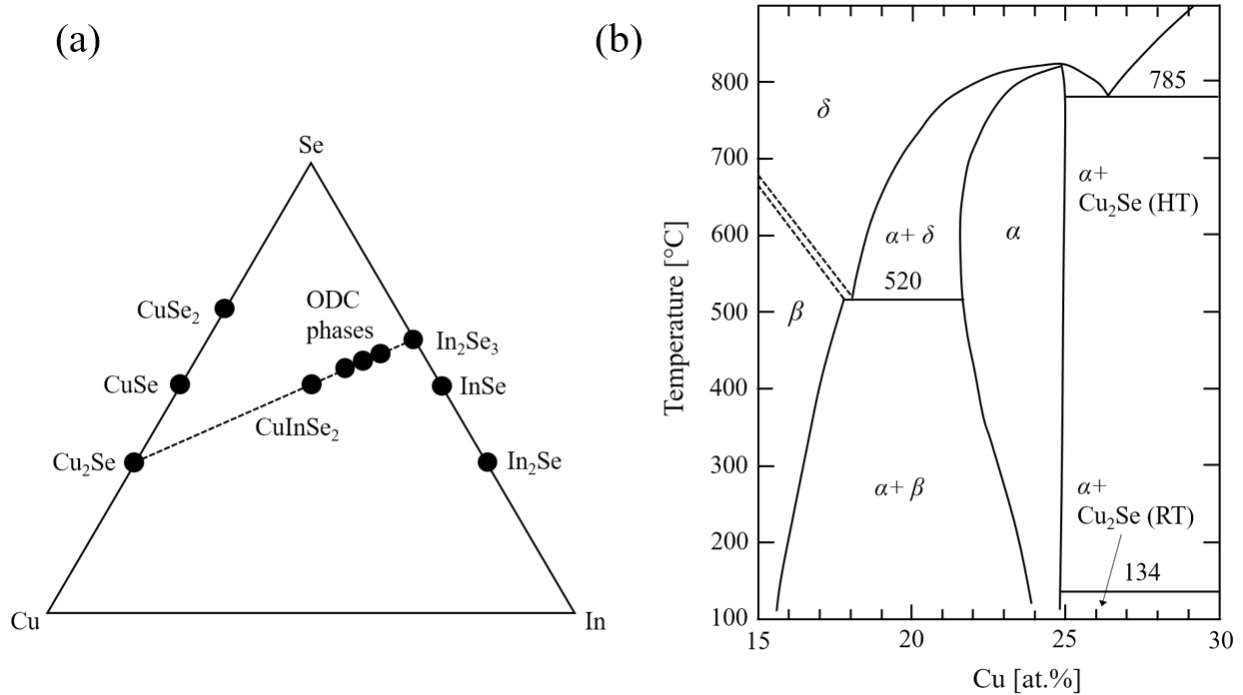 (a)
Se
CuSe₂
CuSe
Cu₂Se
ODC
phases
CuInSe₂
In₂Se₃
InSe
In₂Se
Cu
In
(b)
Temperature [°C]
800
700
600
500
400
300
200
100
15
20
25
30
Cu [at.%]
δ
β
α+ δ
520
α
α+ β
785
α+
Cu₂Se (HT)
α+
Cu₂Se (RT)
134